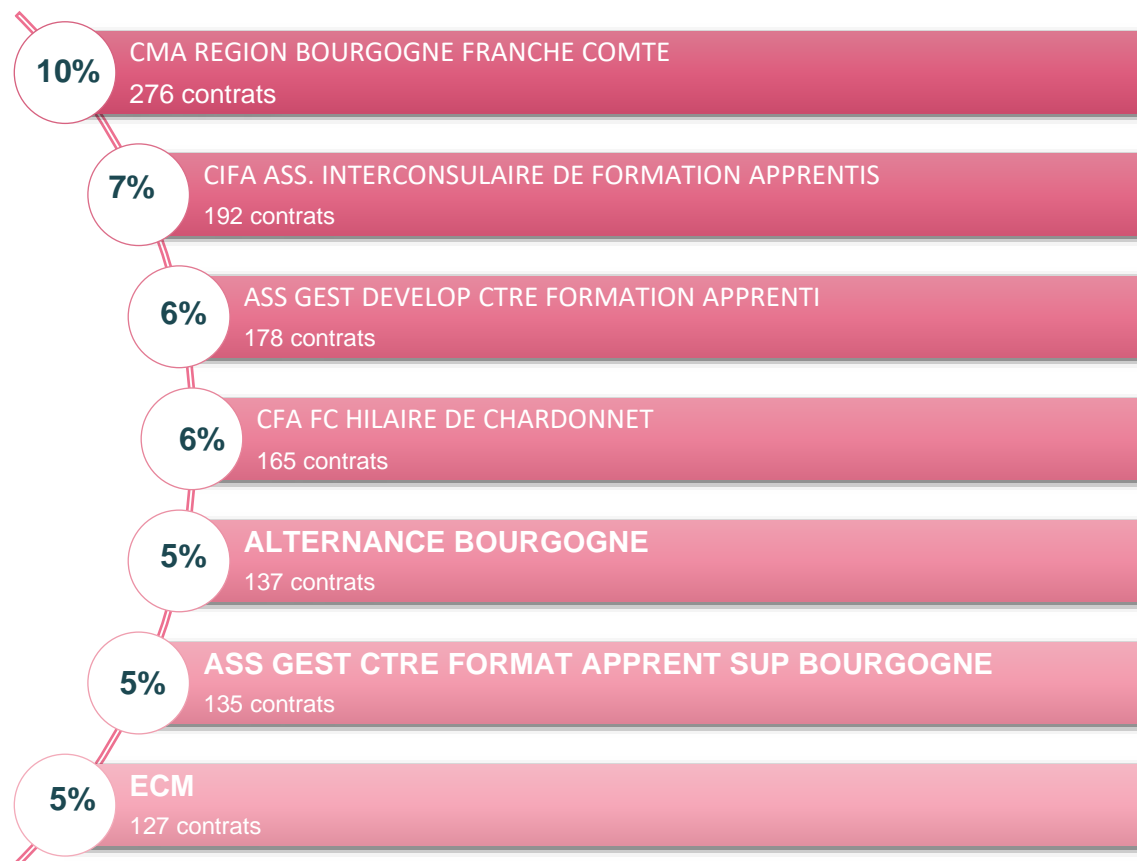 10%
CMA REGION BOURGOGNE FRANCHE COMTE
276 contrats
7%
CIFA ASS. INTERCONSULAIRE DE FORMATION APPRENTIS
192 contrats
6%
ASS GEST DEVELOP CTRE FORMATION APPRENTI
178 contrats
6%
CFA FC HILAIRE DE CHARDONNET
165 contrats
5%
ALTERNANCE BOURGOGNE
137 contrats
5%
ASS GEST CTRE FORMAT APPRENT SUP BOURGOGNE
135 contrats
5%
ECM
127 contrats